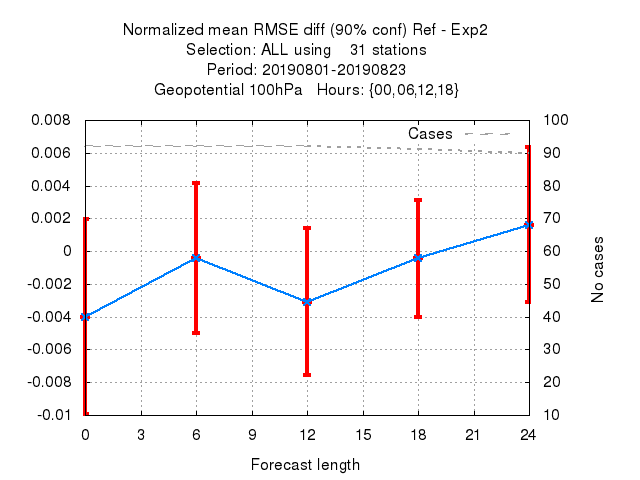 Normalized mean RMSE diff (90% conf) Ref - Exp2
Selection: ALL using    31 stations
Period: 20190801-20190823
Geopotential 100hPa   Hours: {00,06,12,18}
0.008
0.006
0.004
0.002
0
-0.002
-0.004
-0.006
-0.008
-0.01
Cases
100
90
80
70
60
50
40
30
20
10
No cases
0 3 6 9 12 15 18 21 24
Forecast length